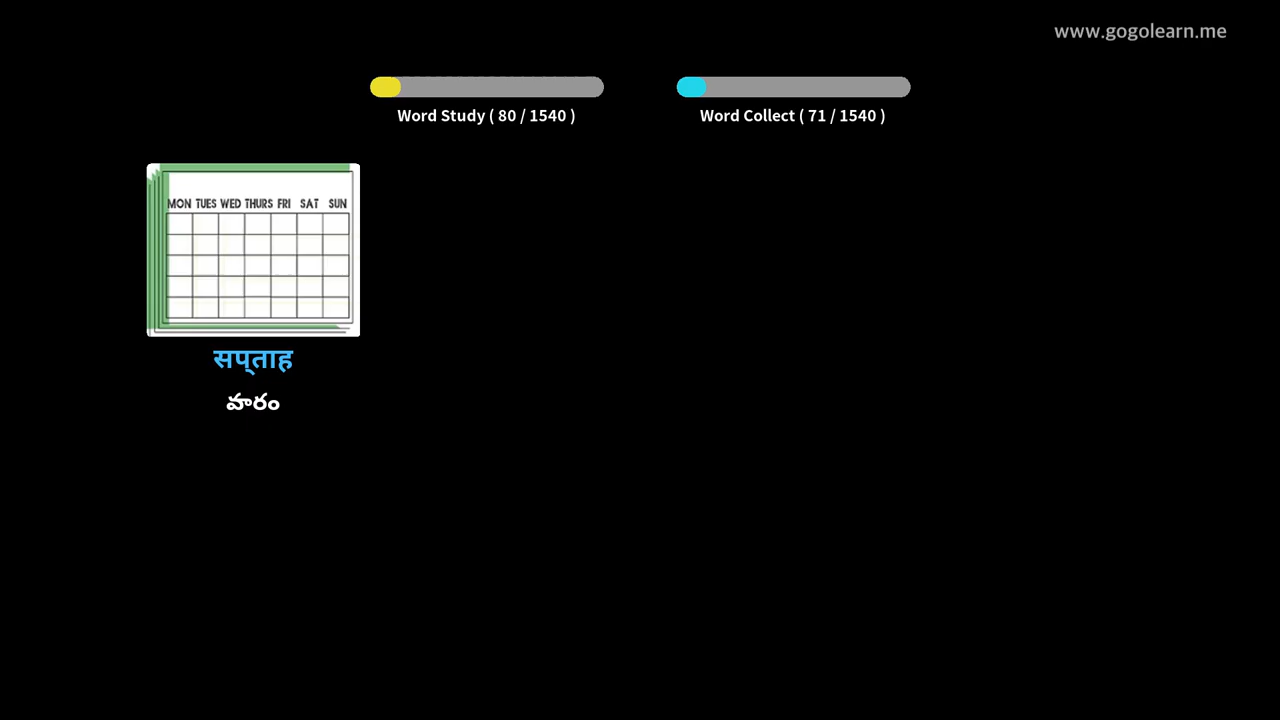 www.gogolearn.me
Word Study ( 80 / 1540 )
Word Collect ( 71 / 1540 )
MON TUES WED THURS FRI SAT SUN
सप्ताह
వారం